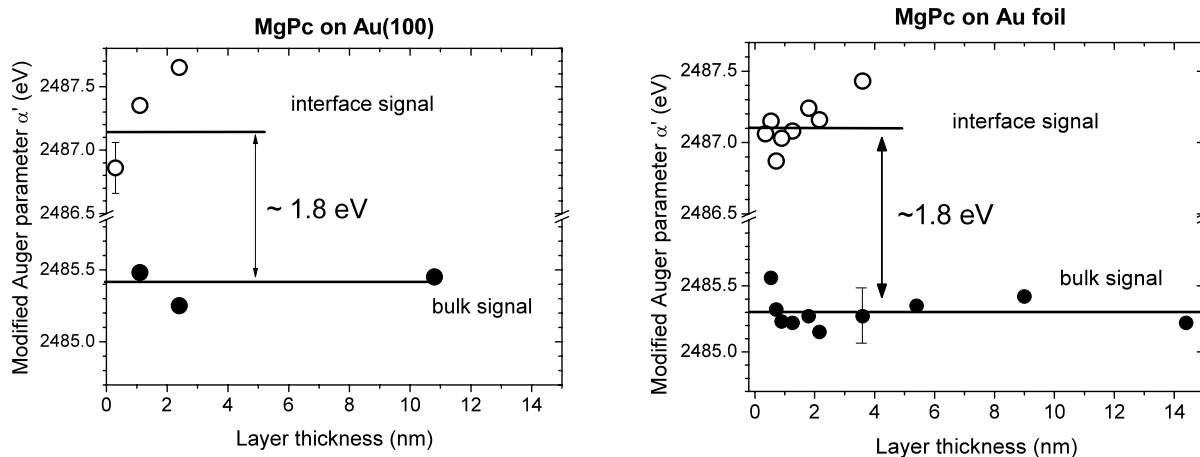 MgPc on Au(100)
Modified Auger parameter α' (eV)
2487.5
2487.0
2486.5
2485.5
2485.0
interface signal
~ 1.8 eV
bulk signal
0 2 4 6 8 10 12 14
Layer thickness (nm)
MgPc on Au foil
Modified Auger parameter α' (eV)
2487.5
2487.0
2486.5
2485.5
2485.0
interface signal
~1.8 eV
bulk signal
0 2 4 6 8 10 12 14
Layer thickness (nm)